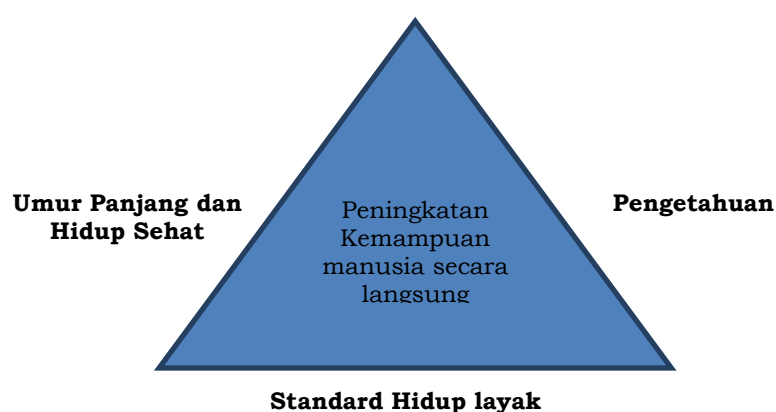 Umur Panjang dan
Hidup Sehat
Peningkatan
Kemampuan
manusia secara
langsung
Pengetahuan
Standard Hidup layak